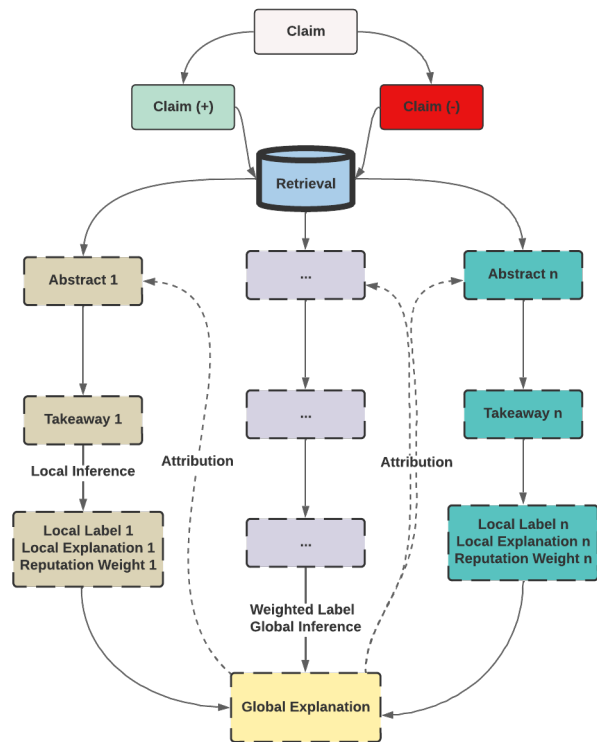 Claim
Claim (+)
Claim (-)
Retrieval
Abstract 1
...
Abstract n
Takeaway 1
...
Takeaway n
Attribution
Attribution
Local Inference
Local Label 1
Local Explanation 1
Reputation Weight 1
...
Local Label n
Local Explanation n
Reputation Weight n
Weighted Label
Global Inference
Global Explanation